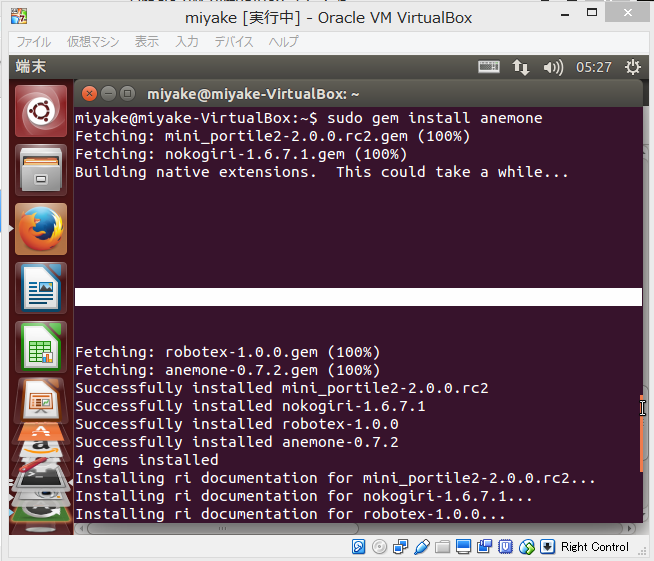 miyake [実行中] - Oracle VM VirtualBox
ファイル 仮想マシン 表示 入力 デバイス ヘルプ
端末 05:27
miyake@miyake-VirtualBox: ~
miyake@miyake-VirtualBox:~$ sudo gem install anemone
Fetching: mini_portile2-2.0.0.rc2.gem (100%)
Fetching: nokogiri-1.6.7.1.gem (100%)
Building native extensions.  This could take a while...
Fetching: robotex-1.0.0.gem (100%)
Fetching: anemone-0.7.2.gem (100%)
Successfully installed mini_portile2-2.0.0.rc2
Successfully installed nokogiri-1.6.7.1
Successfully installed robotex-1.0.0
Successfully installed anemone-0.7.2
4 gems installed
Installing ri documentation for mini_portile2-2.0.0.rc2...
Installing ri documentation for nokogiri-1.6.7.1...
Installing ri documentation for robotex-1.0.0...
Right Control